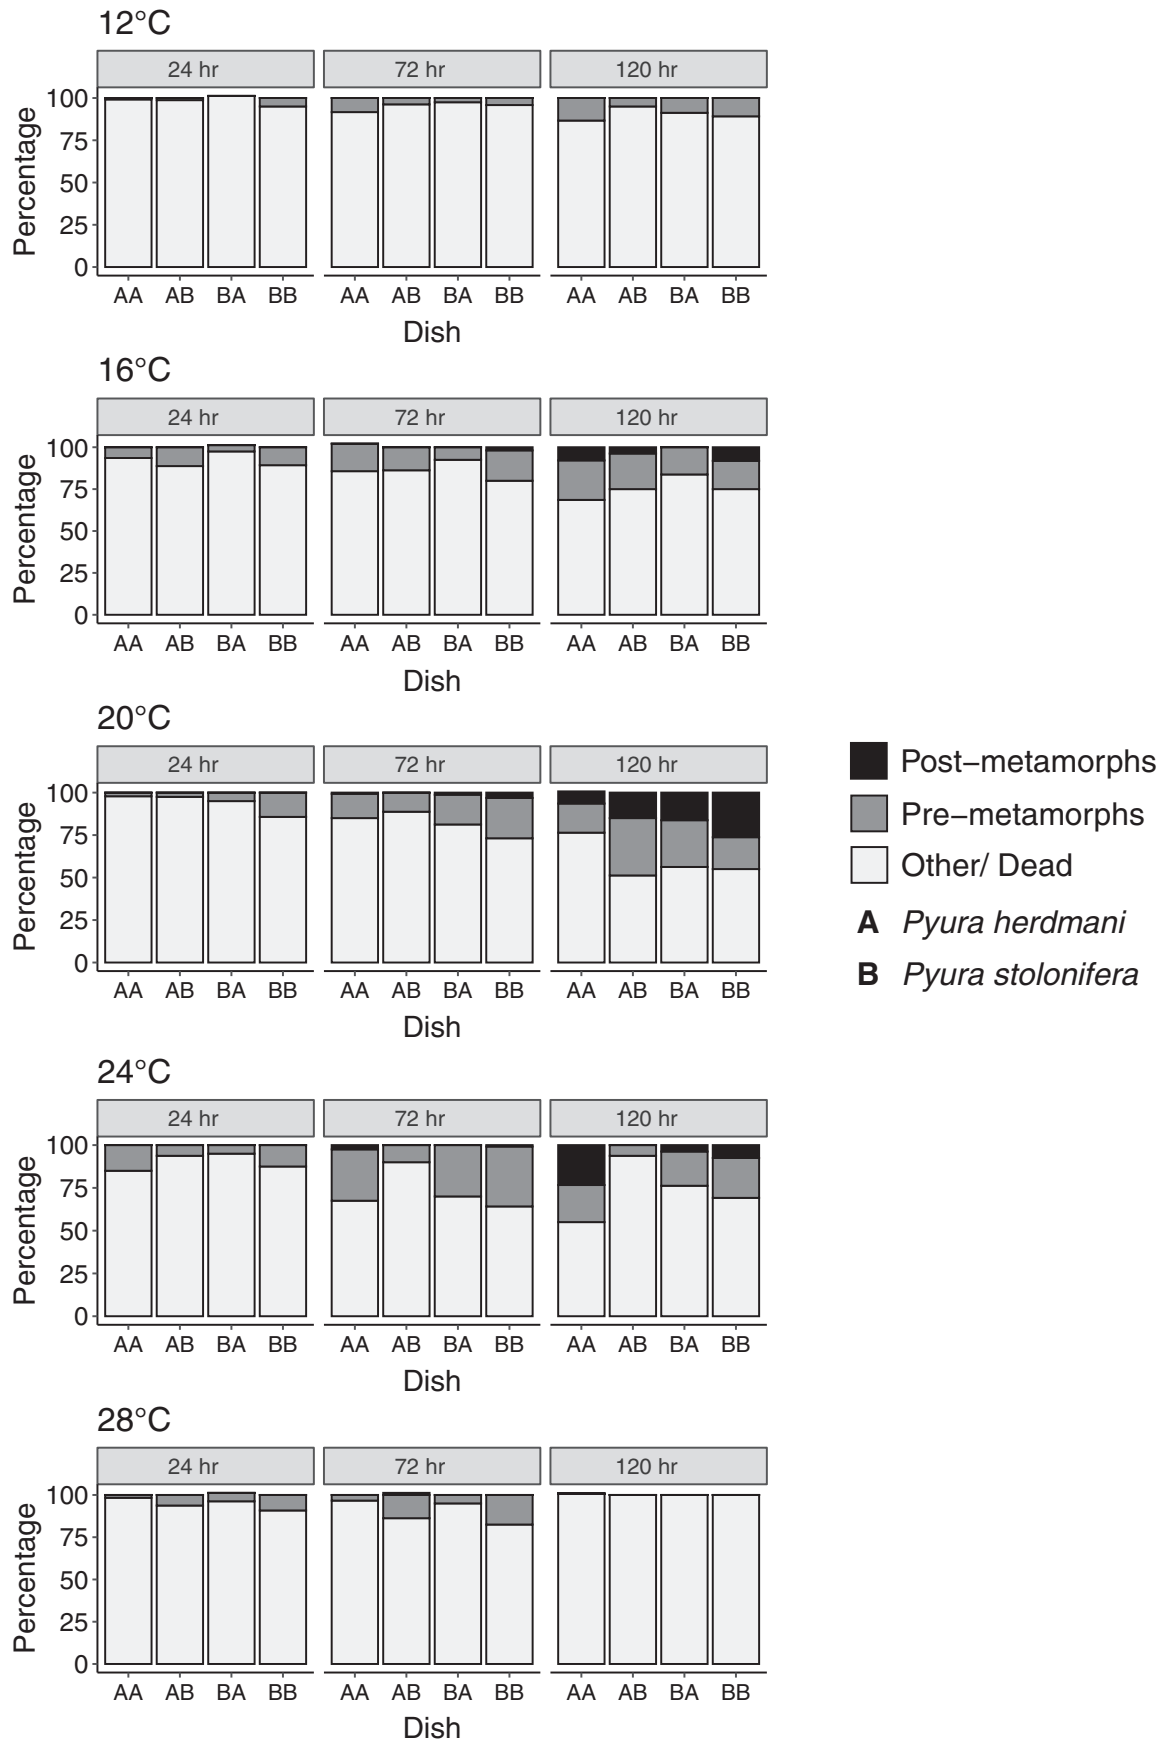 12°C
24 hr 72 hr 120 hr
Percentage
100
75
50
25
0
AA AB BA BB AA AB BA BB AA AB BA BB
Dish
16°C
24 hr 72 hr 120 hr
Percentage
100
75
50
25
0
AA AB BA BB AA AB BA BB AA AB BA BB
Dish
20°C
24 hr 72 hr 120 hr
Percentage
100
75
50
25
0
AA AB BA BB AA AB BA BB AA AB BA BB
Dish
Post–metamorphs
Pre–metamorphs
Other/ Dead
A Pyura herdmani
B Pyura stolonifera
24°C
24 hr 72 hr 120 hr
Percentage
100
75
50
25
0
AA AB BA BB AA AB BA BB AA AB BA BB
Dish
28°C
24 hr 72 hr 120 hr
Percentage
100
75
50
25
0
AA AB BA BB AA AB BA BB AA AB BA BB
Dish